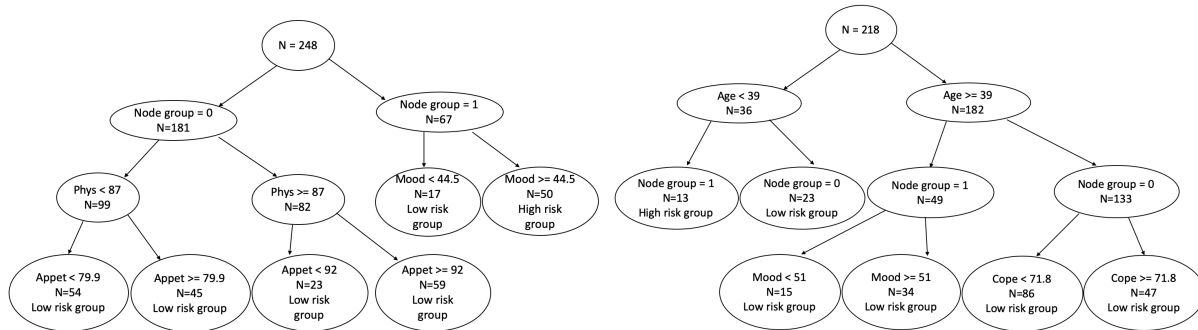 N = 248
Node group = 0
N=181
Node group = 1
N=67
Phys < 87
N=99
Phys >= 87
N=82
Mood < 44.5
N=17
Low risk
group
Mood >= 44.5
N=50
High risk
group
Appet < 79.9
N=54
Low risk group
Appet >= 79.9
N=45
Low risk group
Appet < 92
N=23
Low risk
group
Appet >= 92
N=59
Low risk
group
N = 218
Age < 39
N=36
Age >= 39
N=182
Node group = 1
N=13
High risk group
Node group = 0
N=23
Low risk group
Node group = 1
N=49
Node group = 0
N=133
Mood < 51
N=15
Low risk group
Mood >= 51
N=34
Low risk group
Cope < 71.8
N=86
Low risk group
Cope >= 71.8
N=47
Low risk group